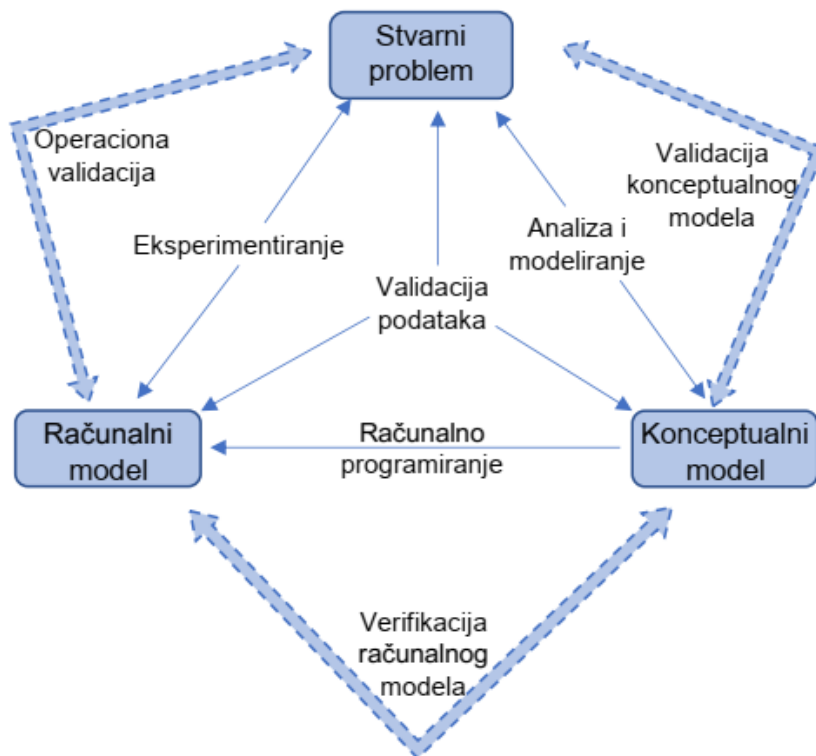 Stvarni
problem
Operaciona
validacija
Validacija
konceptualnog
modela
Eksperimentiranje
Analiza i
modeliranje
Validacija
podataka
Računalni
model
Računalno
programiranje
Konceptualni
model
Verifikacija
računalnog
modela